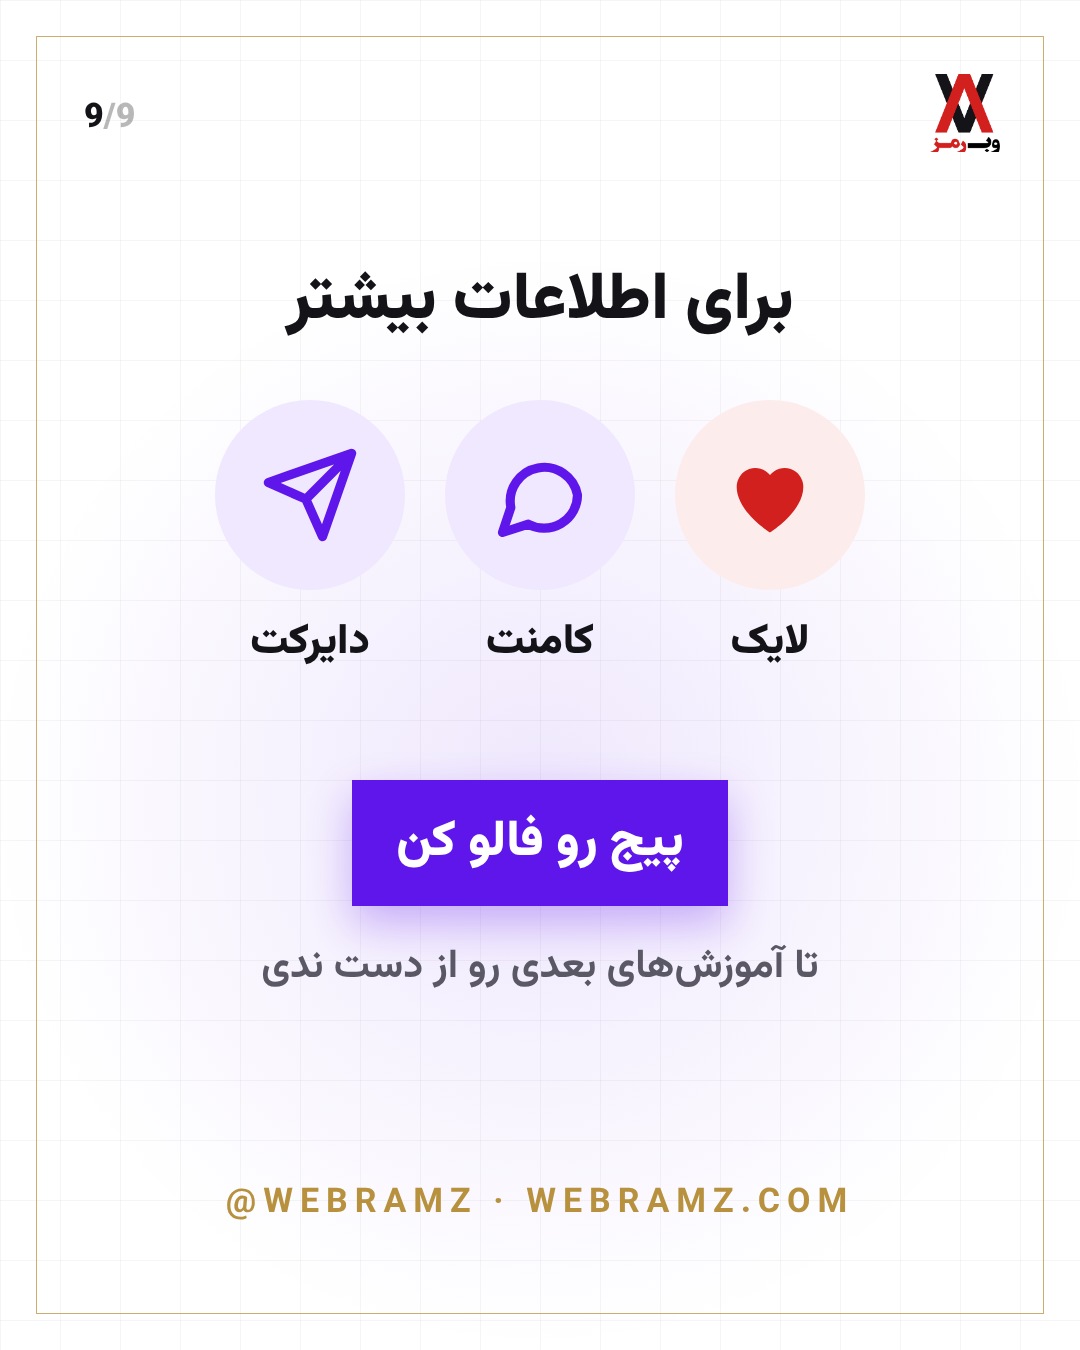 9/9
وب‌رمز
برای اطلاعات بیشتر
لایک
کامنت
دایرکت
پیج رو فالو کن
تا آموزش‌های بعدی رو از دست ندی
@WEBRAMZ · WEBRAMZ.COM